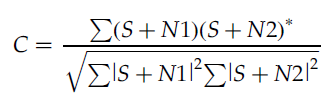 C = ∑(S + N1)(S + N2)* / √(∑|S + N1|²∑|S + N2|²)